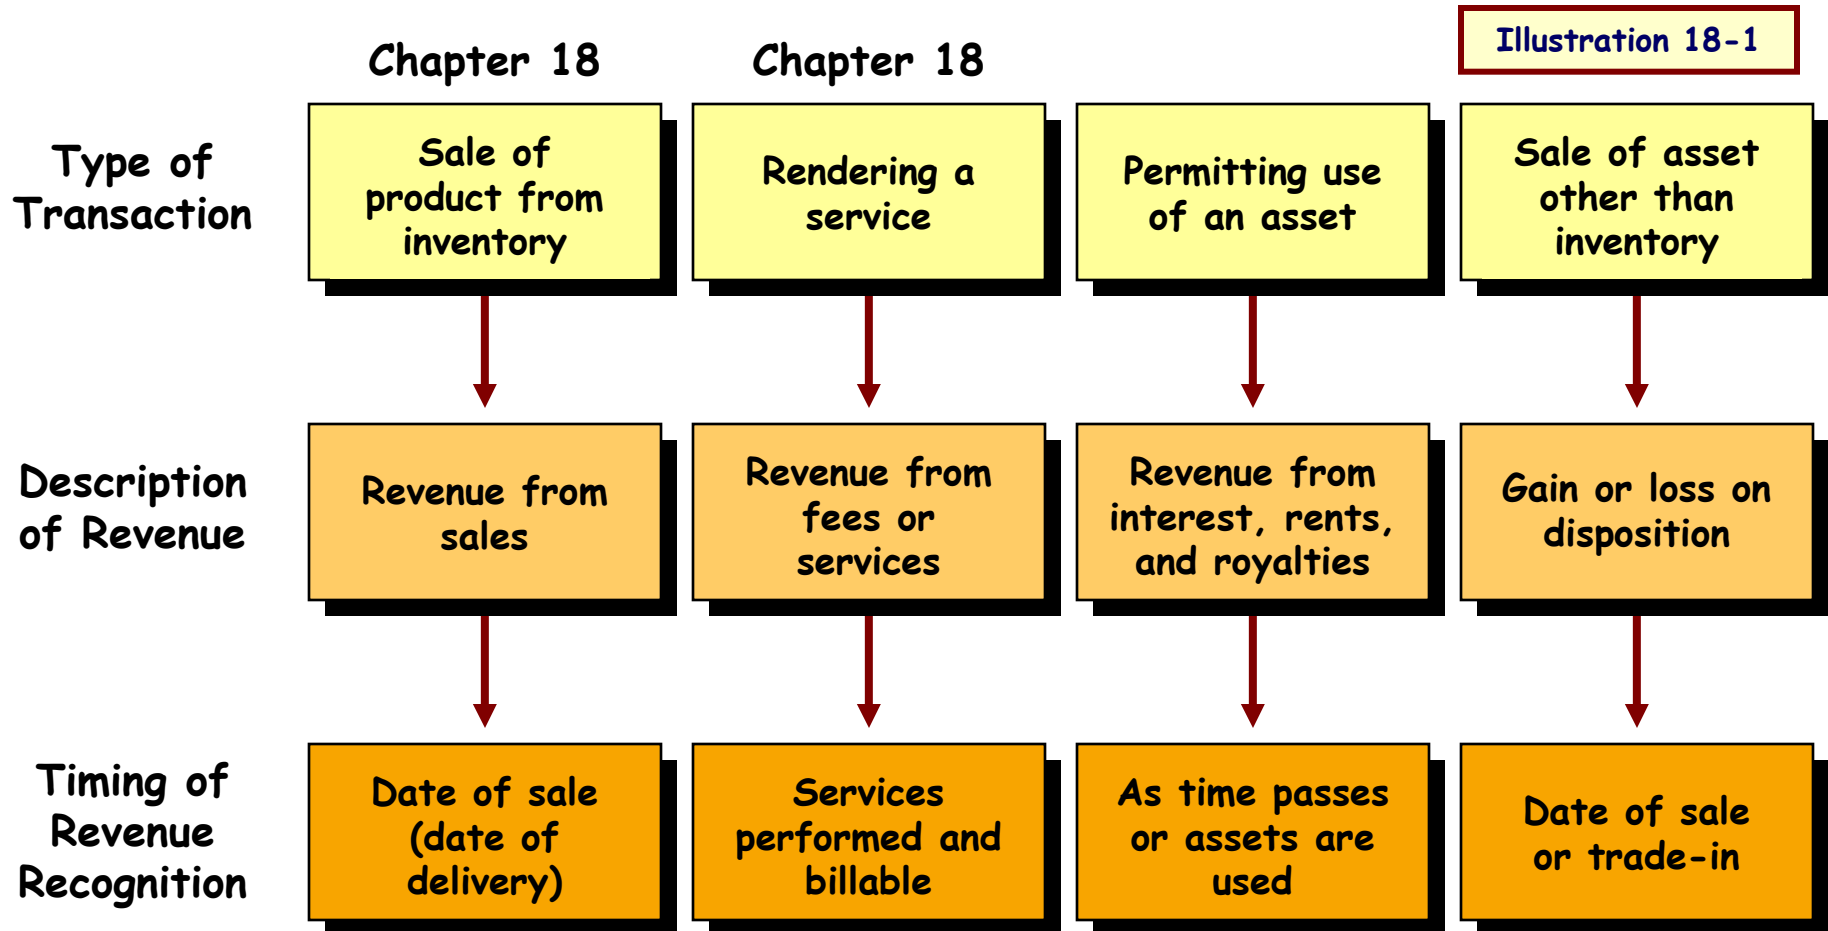 Illustration 18-1
Chapter 18
Chapter 18
Type of
Transaction
Sale of
product from
inventory
Rendering a
service
Permitting use
of an asset
Sale of asset
other than
inventory
Description
of Revenue
Revenue from
sales
Revenue from
fees or
services
Revenue from
interest, rents,
and royalties
Gain or loss on
disposition
Timing of
Revenue
Recognition
Date of sale
(date of
delivery)
Services
performed and
billable
As time passes
or assets are
used
Date of sale
or trade-in